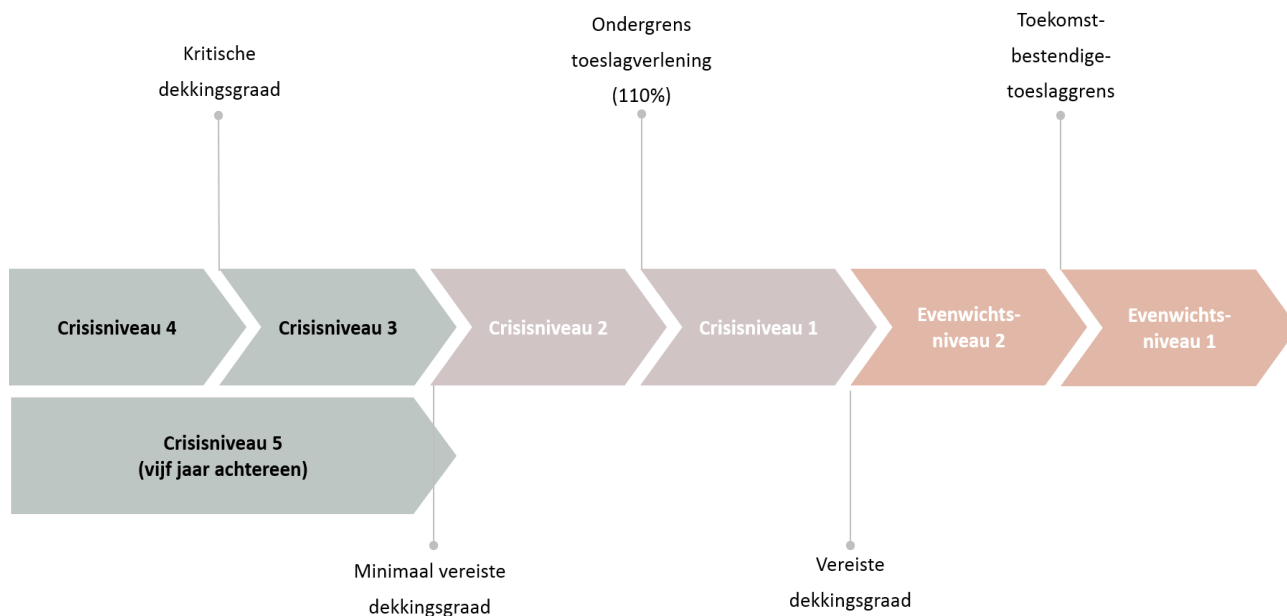 Kritische
dekkingsgraad
Ondergrens
toeslagverlening
(110%)
Toekomst-
bestendige-
toeslaggrens
Crisisniveau 4
Crisisniveau 3
Crisisniveau 2
Crisisniveau 1
Evenwichts-
niveau 2
Evenwichts-
niveau 1
Crisisniveau 5
(vijf jaar achtereen)
Minimaal vereiste
dekkingsgraad
Vereiste
dekkingsgraad